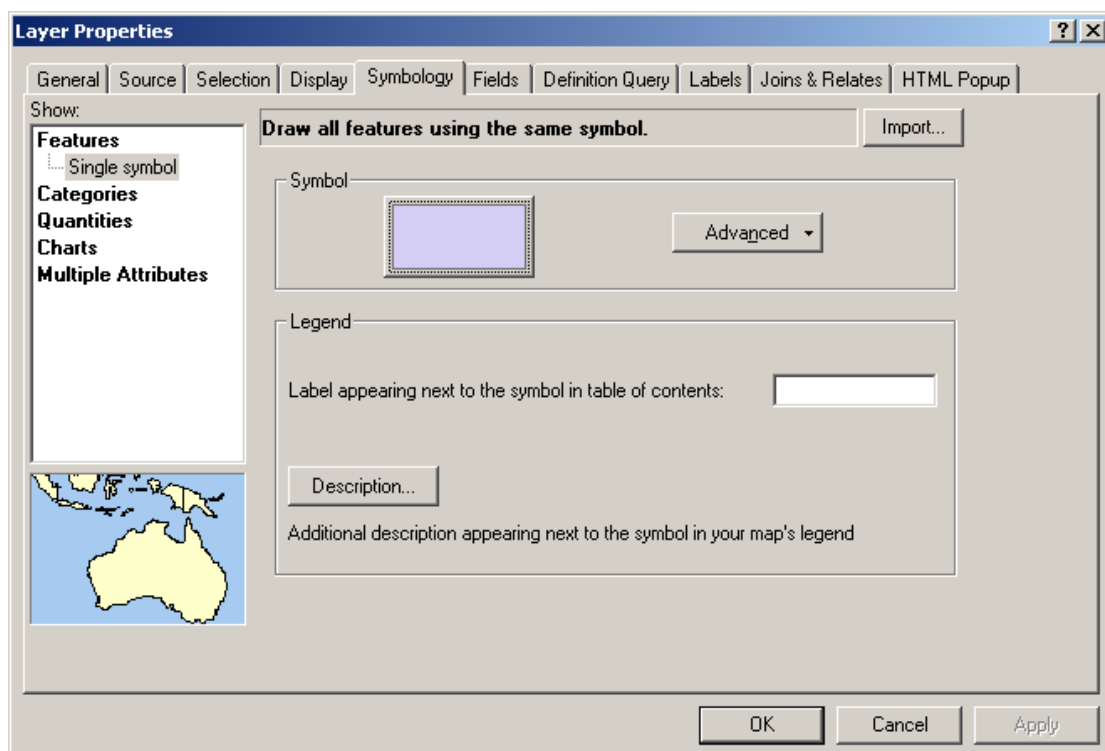 Layer Properties
General Source Selection Display Symbology Fields Definition Query Labels Joins & Relates HTML Popup
Show:
Features
Single symbol
Categories
Quantities
Charts
Multiple Attributes
Draw all features using the same symbol.
Import...
Symbol
Advanced
Legend
Label appearing next to the symbol in table of contents:
Description...
Additional description appearing next to the symbol in your map's legend
OK Cancel Apply